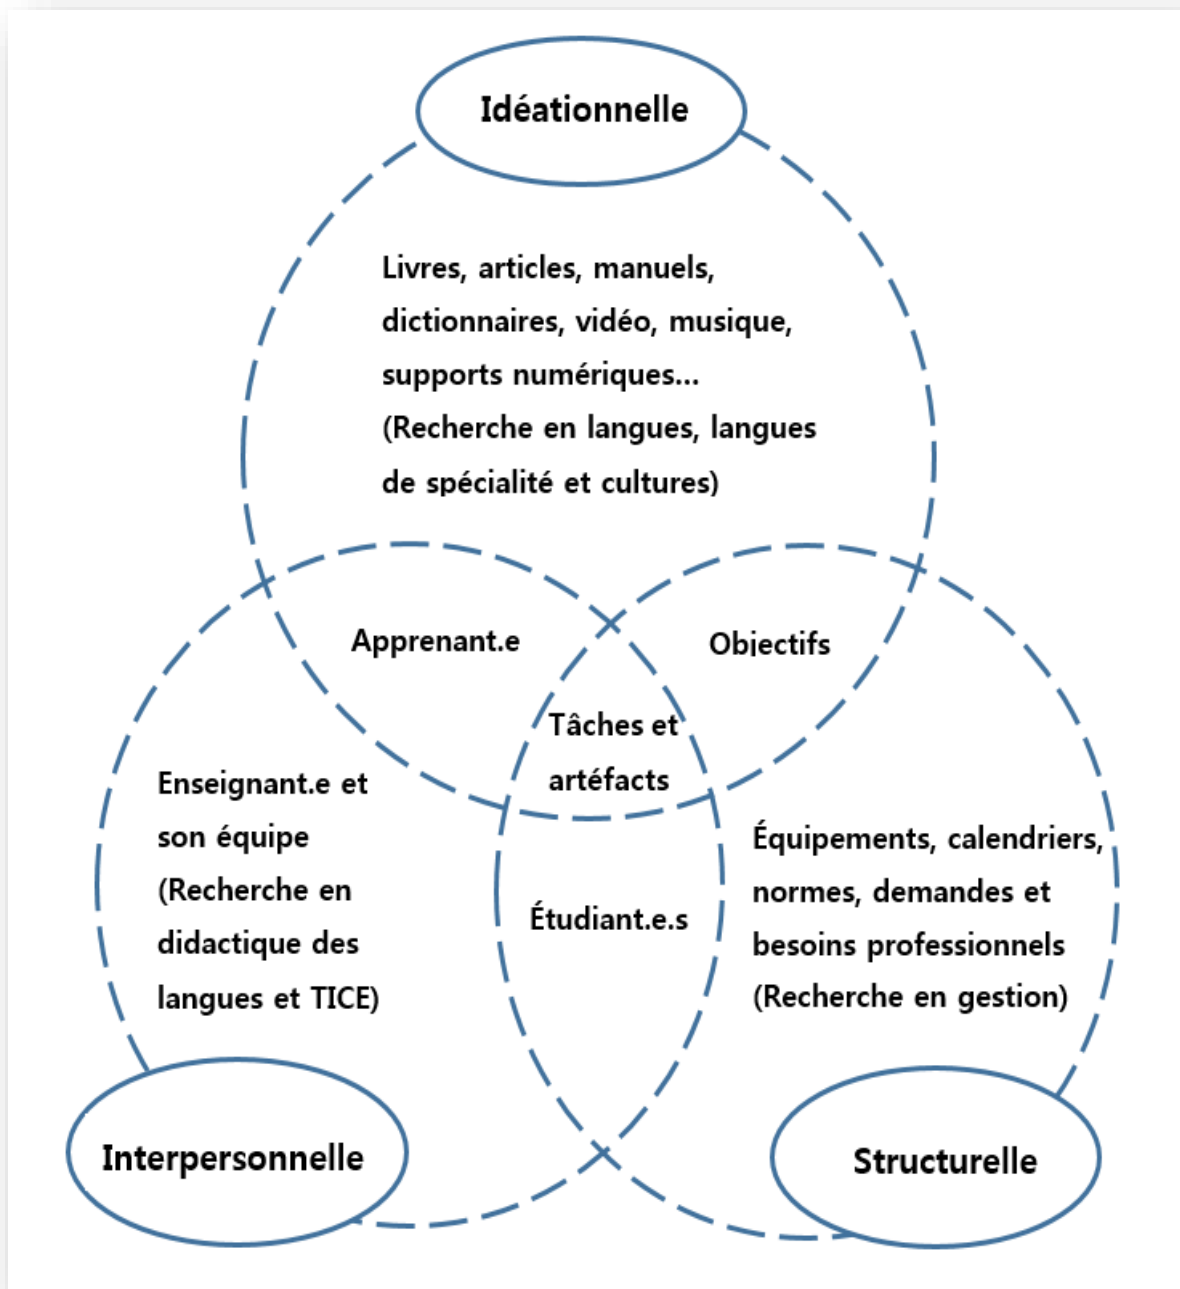 Idéationnelle
Livres, articles, manuels,
dictionnaires, vidéo, musique,
supports numériques...
(Recherche en langues, langues
de spécialité et cultures)
Apprenant.e
Objectifs
Tâches et
artéfacts
Enseignant.e et
son équipe
(Recherche en
didactique des
langues et TICE)
Étudiant.e.s
Équipements, calendriers,
normes, demandes et
besoins professionnels
(Recherche en gestion)
Interpersonnelle
Structurelle